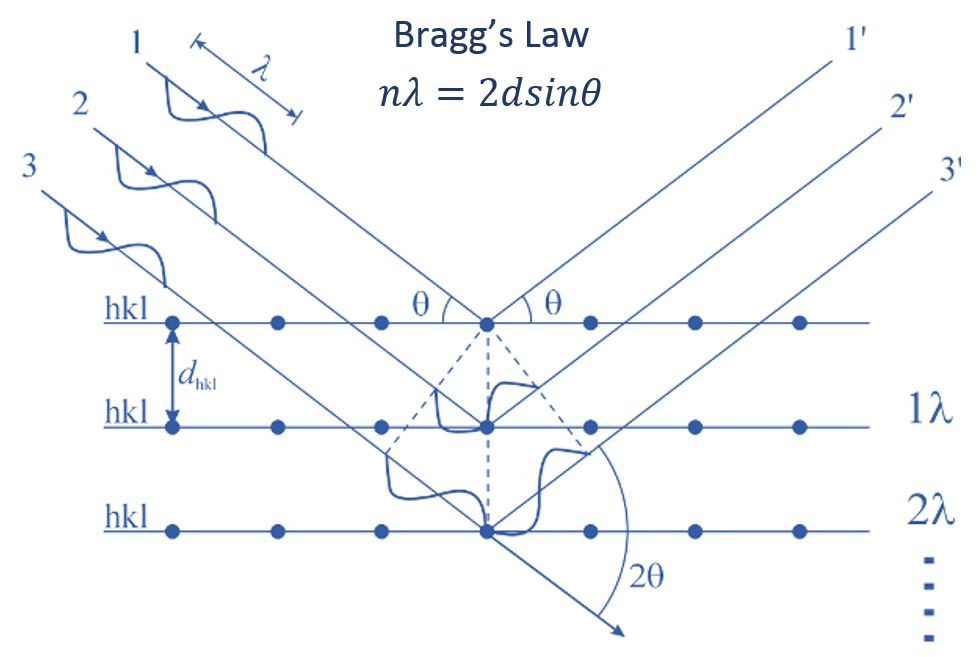 Bragg's Law
nλ = 2dsinθ
1
λ
1'
2
2'
3
3'
θ
θ
hkl
d_hkl
hkl
1λ
hkl
2λ
2θ